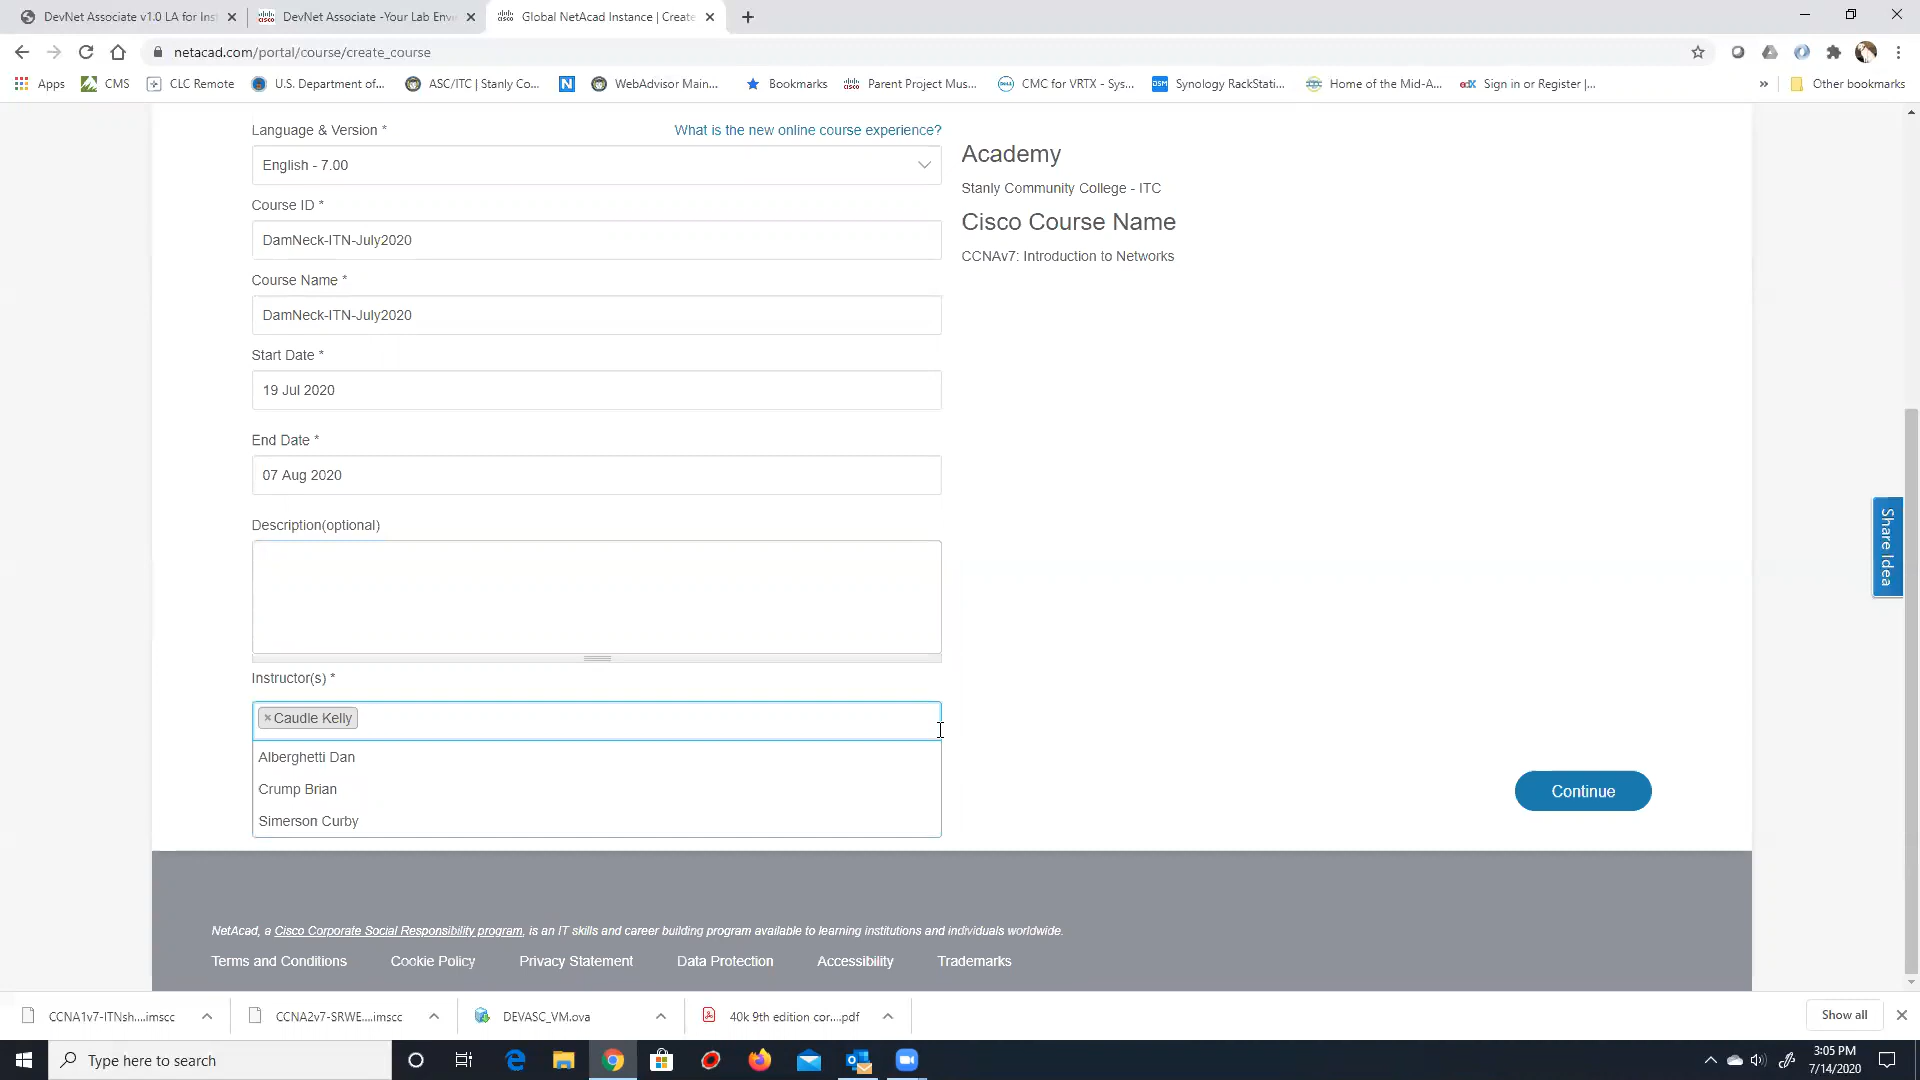 DevNet Associate v1.0 LA for Inst
DevNet Associate -Your Lab Envi
Global NetAcad Instance | Create
netacad.com/portal/course/create_course
Apps
CMS
CLC Remote
U.S. Department of...
ASC/ITC | Stanly Co...
WebAdvisor Main...
Bookmarks
Parent Project Mus...
CMC for VRTX - Sys...
Synology RackStati...
Home of the Mid-A...
Sign in or Register |...
»
Other bookmarks
Language & Version *
What is the new online course experience?
English - 7.00
Course ID *
DamNeck-ITN-July2020
Course Name *
DamNeck-ITN-July2020
Start Date *
19 Jul 2020
End Date *
07 Aug 2020
Description(optional)
Instructor(s) *
× Caudle Kelly
Alberghetti Dan
Crump Brian
Simerson Curby
Academy
Stanly Community College - ITC
Cisco Course Name
CCNAv7: Introduction to Networks
Share Idea
Continue
NetAcad, a Cisco Corporate Social Responsibility program, is an IT skills and career building program available to learning institutions and individuals worldwide.
Terms and Conditions
Cookie Policy
Privacy Statement
Data Protection
Accessibility
Trademarks
CCNA1v7-ITNsh....imscc
CCNA2v7-SRWE....imscc
DEVASC_VM.ova
40k 9th edition cor....pdf
Show all
Type here to search
3:05 PM
7/14/2020